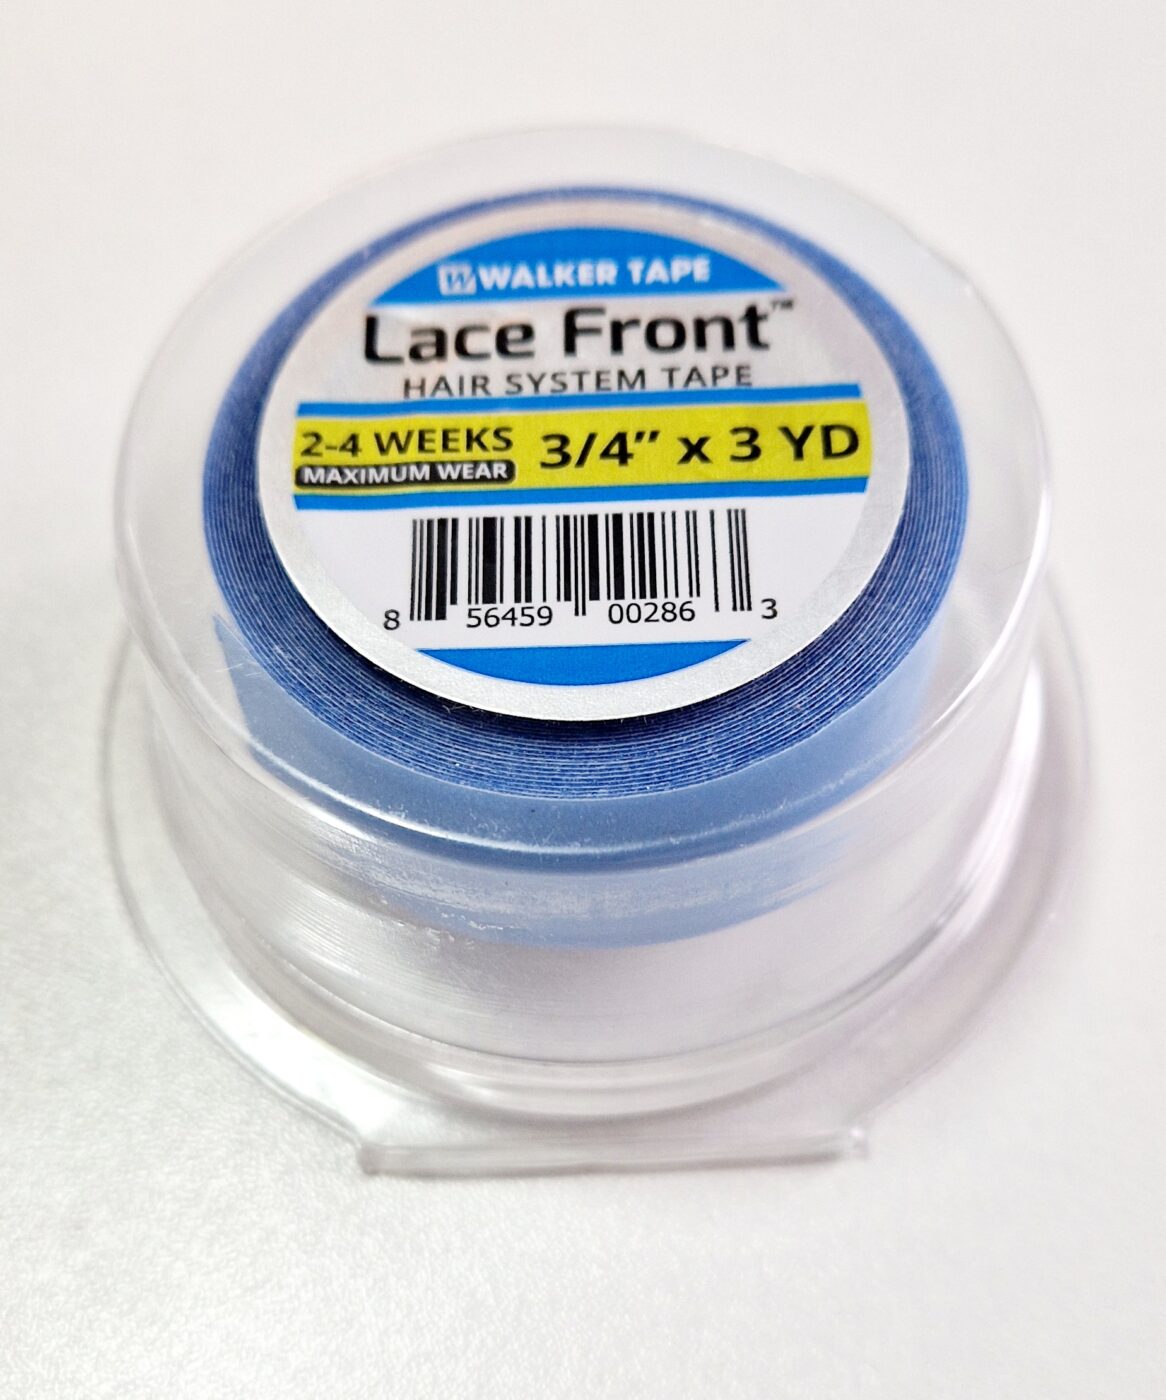 WALKER TAPE
Lace Front™
HAIR SYSTEM TAPE
2-4 WEEKS
MAXIMUM WEAR
3/4″ x 3 YD
8 56459 00286 3